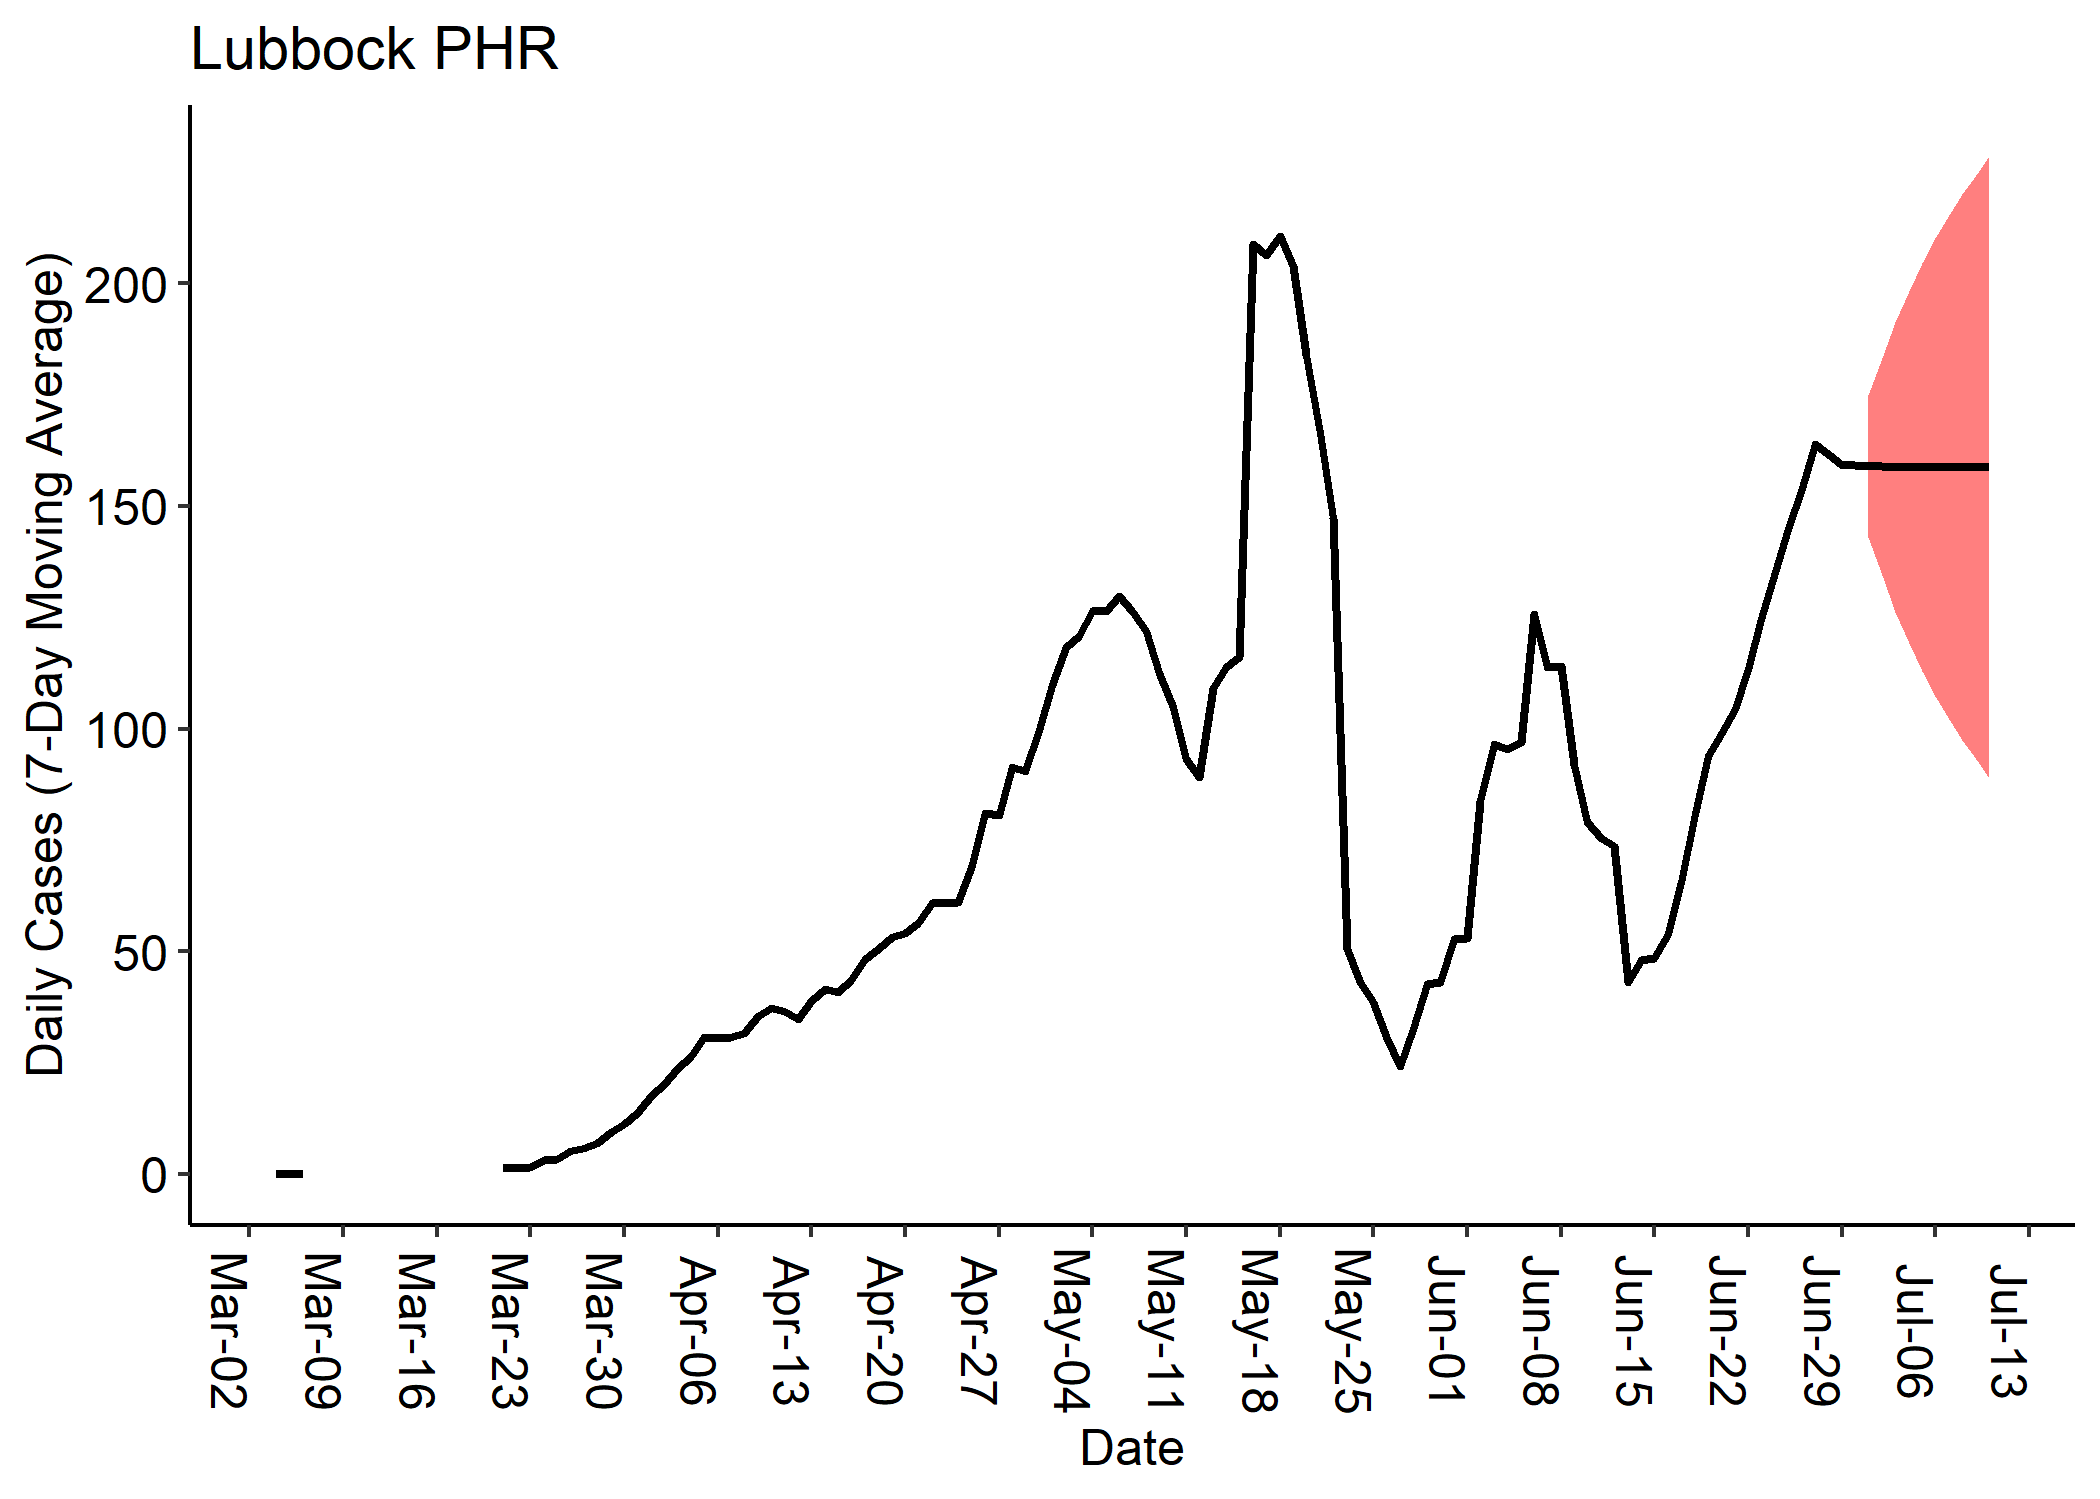 Lubbock PHR
Daily Cases (7-Day Moving Average)
200
150
100
50
0
Mar-02
Mar-09
Mar-16
Mar-23
Mar-30
Apr-06
Apr-13
Apr-20
Apr-27
May-04
May-11
May-18
May-25
Jun-01
Jun-08
Jun-15
Jun-22
Jun-29
Jul-06
Jul-13
Date